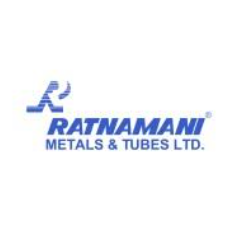 RATNAMANI®
METALS & TUBES LTD.